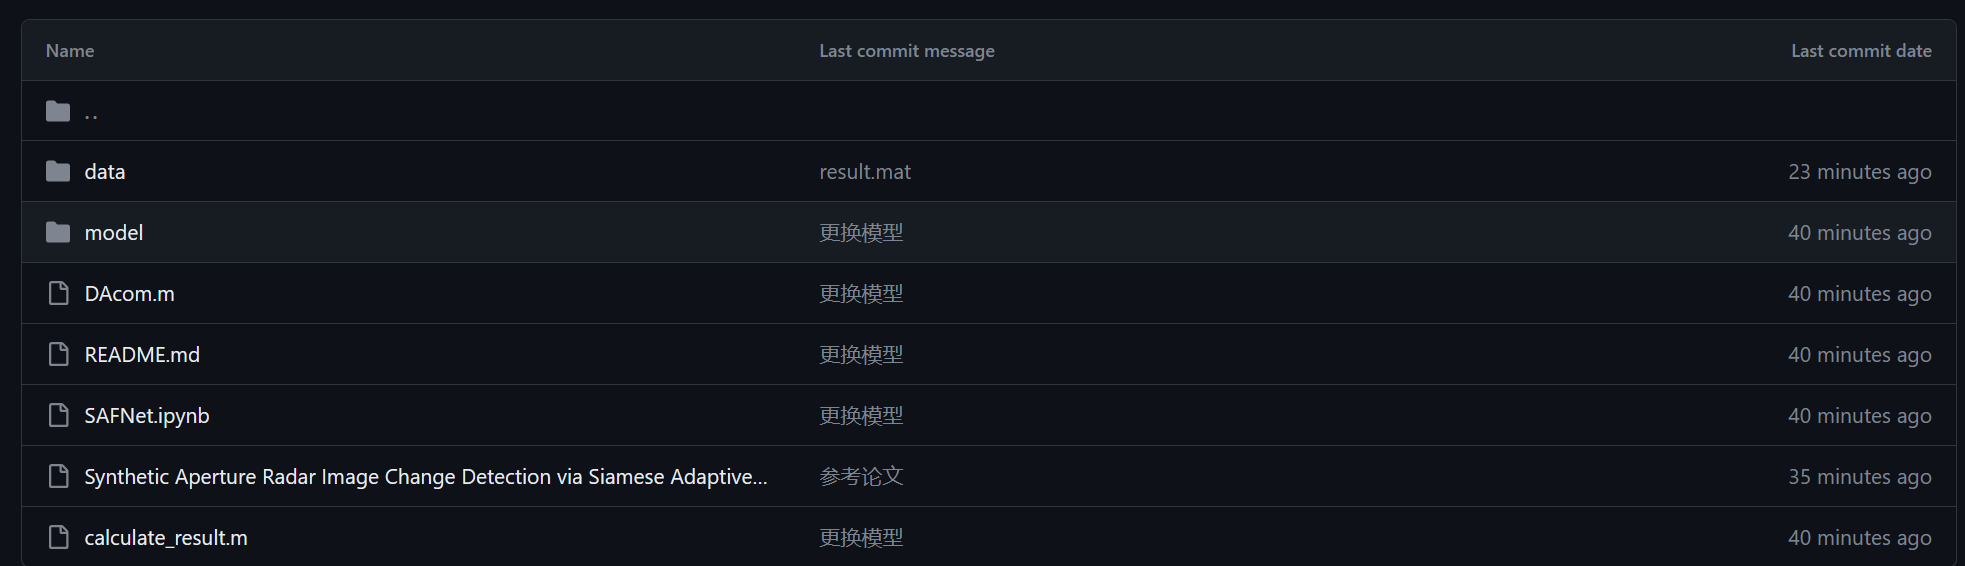 Name Last commit message Last commit date
..
data result.mat 23 minutes ago
model 更换模型 40 minutes ago
DAcom.m 更换模型 40 minutes ago
README.md 更换模型 40 minutes ago
SAFNet.ipynb 更换模型 40 minutes ago
Synthetic Aperture Radar Image Change Detection via Siamese Adaptive... 参考论文 35 minutes ago
calculate_result.m 更换模型 40 minutes ago